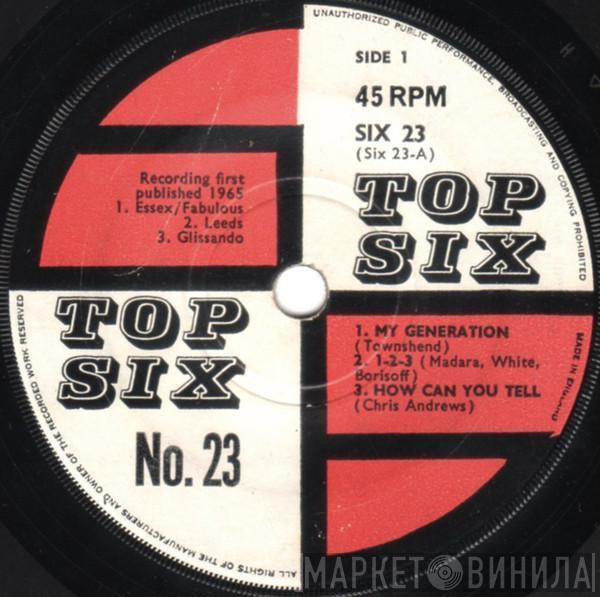 UNAUTHORIZED PUBLIC PERFORMANCE, BROADCASTING AND COPYING PROHIBITED
SIDE 1
45 RPM
SIX 23
(Six 23-A)
TOP
SIX
Recording first
published 1965
1. Essex/Fabulous
2. Leeds
3. Glissando
TOP
SIX
No. 23
1. MY GENERATION
(Townshend)
2. 1-2-3 (Madara, White,
Borisoff)
3. HOW CAN YOU TELL
(Chris Andrews)
MADE IN ENGLAND
ALL RIGHTS OF THE MANUFACTURERS AND OWNER OF THE RECORDED WORK RESERVED
МАРКЕТ ВИНИЛА